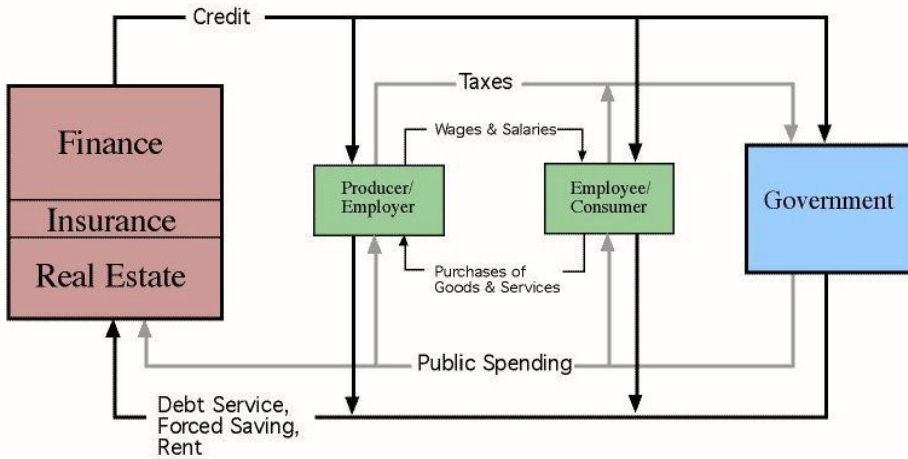 Credit
Taxes
Finance
Insurance
Real Estate
Wages & Salaries
Producer/
Employer
Employee/
Consumer
Government
Purchases of
Goods & Services
Public Spending
Debt Service,
Forced Saving,
Rent